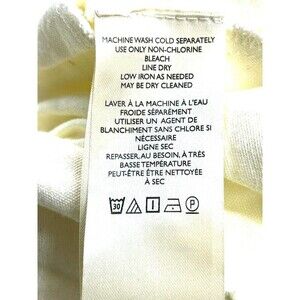 MACHINE WASH COLD SEPARATELY
USE ONLY NON-CHLORINE
BLEACH
LINE DRY
LOW IRON AS NEEDED
MAY BE DRY CLEANED
LAVER À LA MACHINE À L'EAU
FROIDE SÉPARÉMENT
UTILISER UN AGENT DE
BLANCHIMENT SANS CHLORE SI
NÉCESSAIRE
LIGNE SEC
REPASSER, AU BESOIN, À TRÈS
BASSE TEMPÉRATURE
PEUT-ÊTRE ÊTRE NETTOYÉE
À SEC
30 P